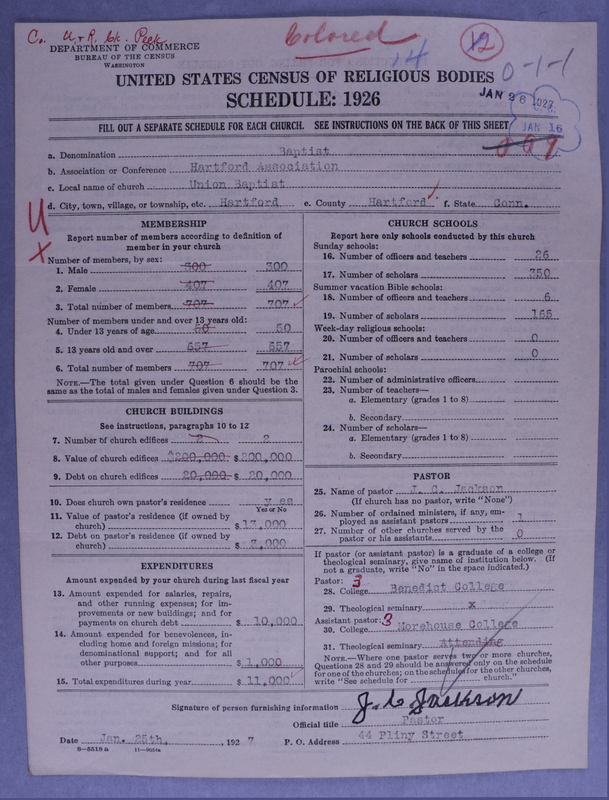 Co. U & R. Ck. Peek
Colored
14
12
0-1-1
DEPARTMENT OF COMMERCE
BUREAU OF THE CENSUS
WASHINGTON
UNITED STATES CENSUS OF RELIGIOUS BODIES
JAN 28 1927
SCHEDULE: 1926
JAN 16
FILL OUT A SEPARATE SCHEDULE FOR EACH CHURCH. SEE INSTRUCTIONS ON THE BACK OF THIS SHEET
a. Denomination Baptist
b. Association or Conference Hartford Association
c. Local name of church Union Baptist
d. City, town, village, or township, etc. Hartford e. County Hartford f. State Conn.
U
X
MEMBERSHIP
Report number of members according to definition of
member in your church
Number of members, by sex:
1. Male 300 300
2. Female 407 407
3. Total number of members 707 707
Number of members under and over 13 years old:
4. Under 13 years of age 50 50
5. 13 years old and over 657 657
6. Total number of members 707 707
NOTE.—The total given under Question 6 should be the
same as the total of males and females given under Question 3.
CHURCH BUILDINGS
See instructions, paragraphs 10 to 12
7. Number of church edifices 2 2
8. Value of church edifices $200,000 $200,000
9. Debt on church edifices 20,000 $20,000
10. Does church own pastor's residence yes
Yes or No
11. Value of pastor's residence (if owned by
church) $
12. Debt on pastor's residence (if owned by
church) $
EXPENDITURES
Amount expended by your church during last fiscal year
13. Amount expended for salaries, repairs,
and other running expenses; for im-
provements or new buildings; and for
payments on church debt $ 10,000
14. Amount expended for benevolences, in-
cluding home and foreign missions; for
denominational support; and for all
other purposes $ 1,000
15. Total expenditures during year $ 11,000
CHURCH SCHOOLS
Report here only schools conducted by this church
Sunday schools:
16. Number of officers and teachers 26
17. Number of scholars 350
Summer vacation Bible schools:
18. Number of officers and teachers 6
19. Number of scholars 165
Week-day religious schools:
20. Number of officers and teachers 0
21. Number of scholars 0
Parochial schools:
22. Number of administrative officers
23. Number of teachers—
a. Elementary (grades 1 to 8)
b. Secondary
24. Number of scholars—
a. Elementary (grades 1 to 8)
b. Secondary
PASTOR
25. Name of pastor J. C. Jackson
(If church has no pastor, write "None")
26. Number of ordained ministers, if any, em-
ployed as assistant pastors 1
27. Number of other churches served by the
pastor or his assistants 0
If pastor (or assistant pastor) is a graduate of a college or
theological seminary, give name of institution below. (If
not a graduate, write "No" in the space indicated.)
Pastor: 3
28. College Benedict College
29. Theological seminary x
Assistant pastor: 3
30. College Morehouse College
31. Theological seminary Attending
NOTE.—Where one pastor serves two or more churches,
Questions 28 and 29 should be answered only on the schedule
for one of the churches; on the schedule for the other churches,
write "See schedule for church."
Signature of person furnishing information J. C. Jackson
Official title Pastor
Date Jan. 25th, 1927 P. O. Address 44 Pliny Street
8-5518 a 11-9054a